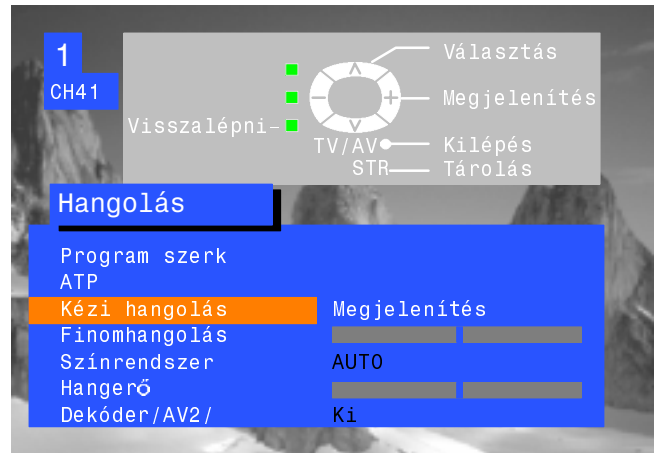 1
CH41
Választás
Megjelenítés
Visszalépni
TV/AV Kilépés
STR Tárolás
Hangolás
Program szerk
ATP
Kézi hangolás Megjelenítés
Finomhangolás
Színrendszer AUTO
Hangerő
Dekóder/AV2/ Ki